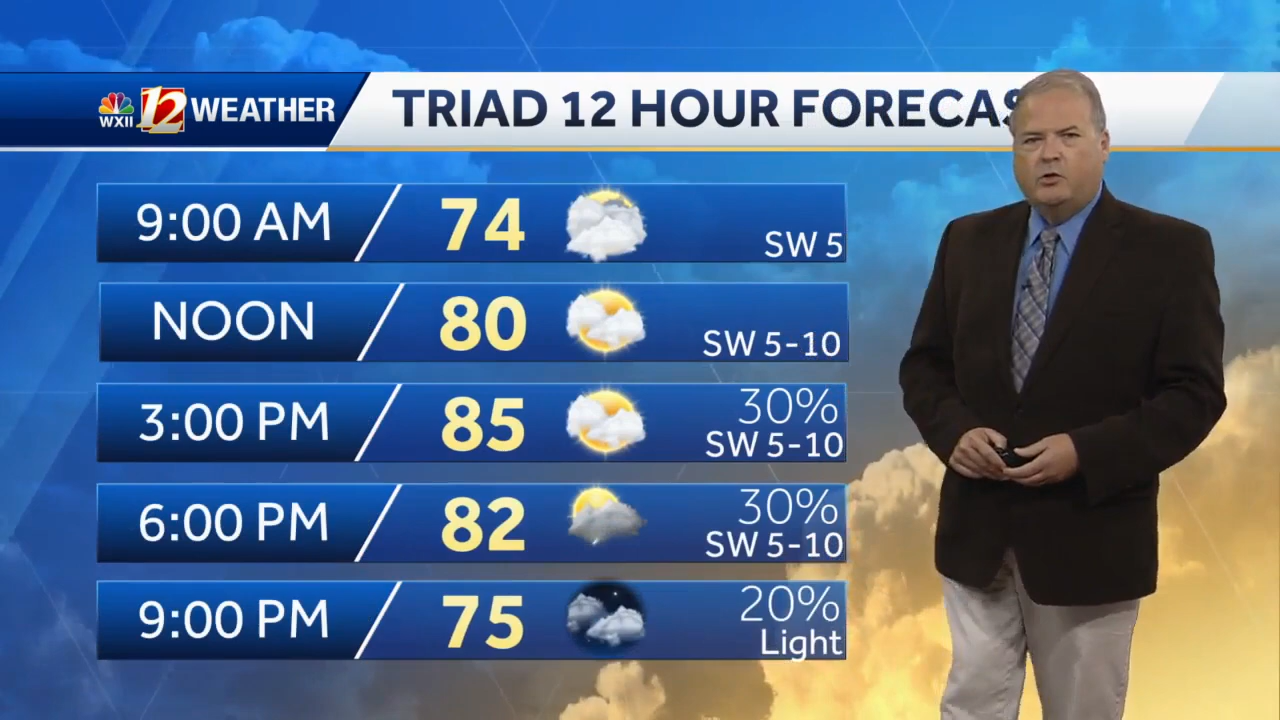 WXII 12 WEATHER
TRIAD 12 HOUR FORECAS
9:00 AM 74 SW 5
NOON 80 SW 5-10
3:00 PM 85 30% SW 5-10
6:00 PM 82 30% SW 5-10
9:00 PM 75 20% Light